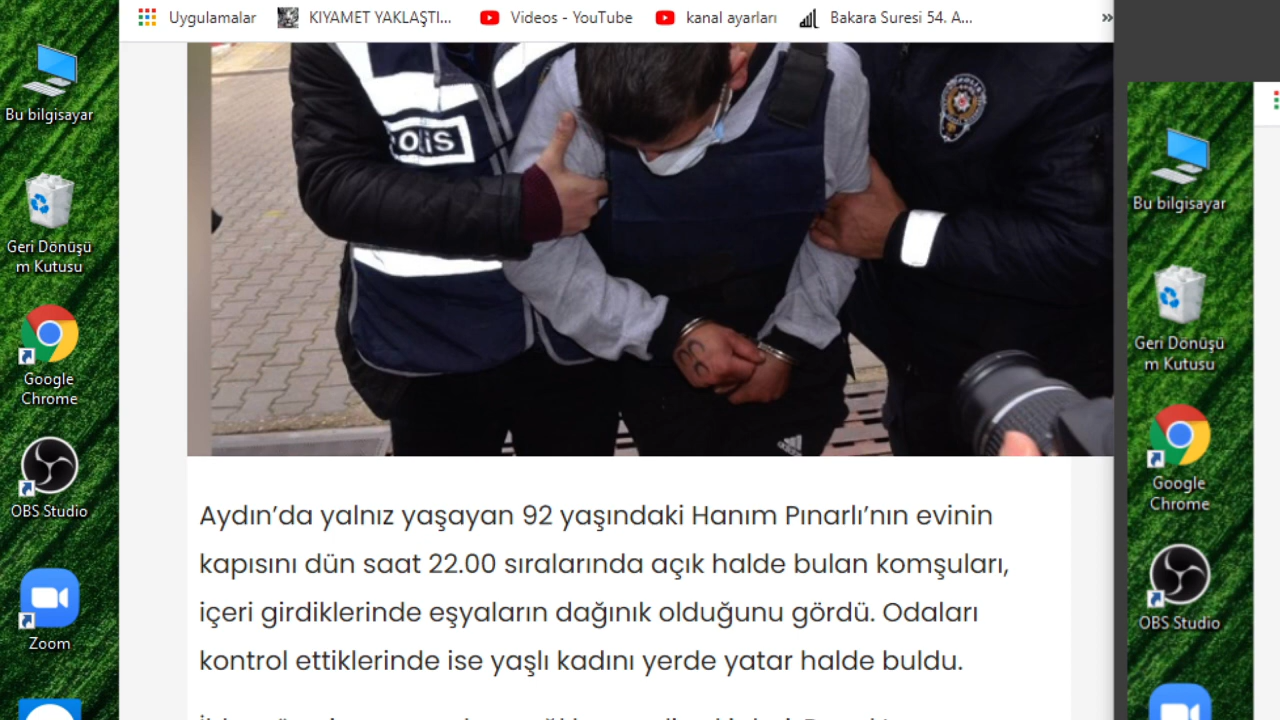 Uygulamalar
KIYAMET YAKLAŞTI...
Videos - YouTube
kanal ayarları
Bakara Suresi 54. A...
»
Bu bilgisayar
Geri Dönüşü
m Kutusu
Google
Chrome
OBS Studio
Zoom
POLİS
Aydın’da yalnız yaşayan 92 yaşındaki Hanım Pınarlı’nın evinin
kapısını dün saat 22.00 sıralarında açık halde bulan komşuları,
içeri girdiklerinde eşyaların dağınık olduğunu gördü. Odaları
kontrol ettiklerinde ise yaşlı kadını yerde yatar halde buldu.
Bu bilgisayar
Geri Dönüşü
m Kutusu
Google
Chrome
OBS Studio